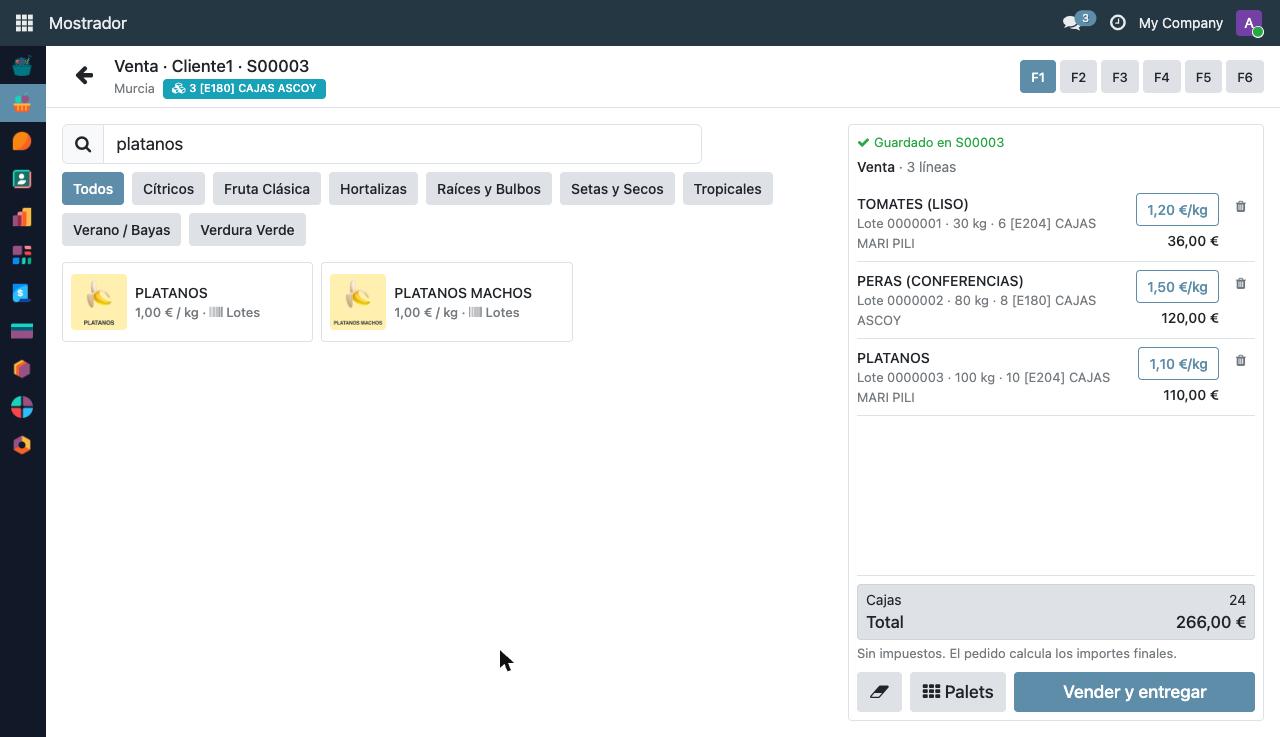 Mostrador
3
My Company
A
Venta · Cliente1 · S00003
Murcia
3 [E180] CAJAS ASCOY
F1
F2
F3
F4
F5
F6
platanos
Todos
Cítricos
Fruta Clásica
Hortalizas
Raíces y Bulbos
Setas y Secos
Tropicales
Verano / Bayas
Verdura Verde
PLATANOS
PLATANOS
1,00 € / kg · Lotes
PLATANOS MACHOS
PLATANOS MACHOS
1,00 € / kg · Lotes
Guardado en S00003
Venta · 3 líneas
TOMATES (LISO)
Lote 0000001 · 30 kg · 6 [E204] CAJAS
MARI PILI
1,20 €/kg
36,00 €
PERAS (CONFERENCIAS)
Lote 0000002 · 80 kg · 8 [E180] CAJAS
ASCOY
1,50 €/kg
120,00 €
PLATANOS
Lote 0000003 · 100 kg · 10 [E204] CAJAS
MARI PILI
1,10 €/kg
110,00 €
Cajas 24
Total 266,00 €
Sin impuestos. El pedido calcula los importes finales.
Palets
Vender y entregar